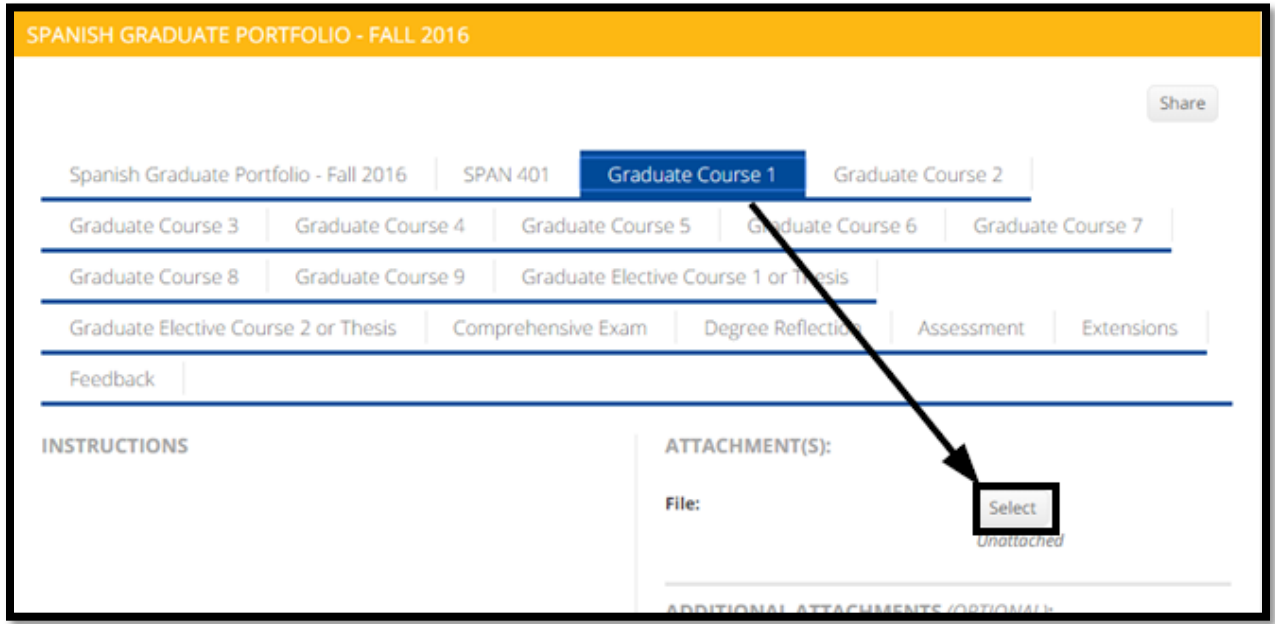 SPANISH GRADUATE PORTFOLIO - FALL 2016
Share
Spanish Graduate Portfolio - Fall 2016 SPAN 401 Graduate Course 1 Graduate Course 2
Graduate Course 3 Graduate Course 4 Graduate Course 5 Graduate Course 6 Graduate Course 7
Graduate Course 8 Graduate Course 9 Graduate Elective Course 1 or Thesis
Graduate Elective Course 2 or Thesis Comprehensive Exam Degree Reflection Assessment Extensions
Feedback
INSTRUCTIONS ATTACHMENT(S):
File: Select
Unattached
ADDITIONAL ATTACHMENTS (OPTIONAL):